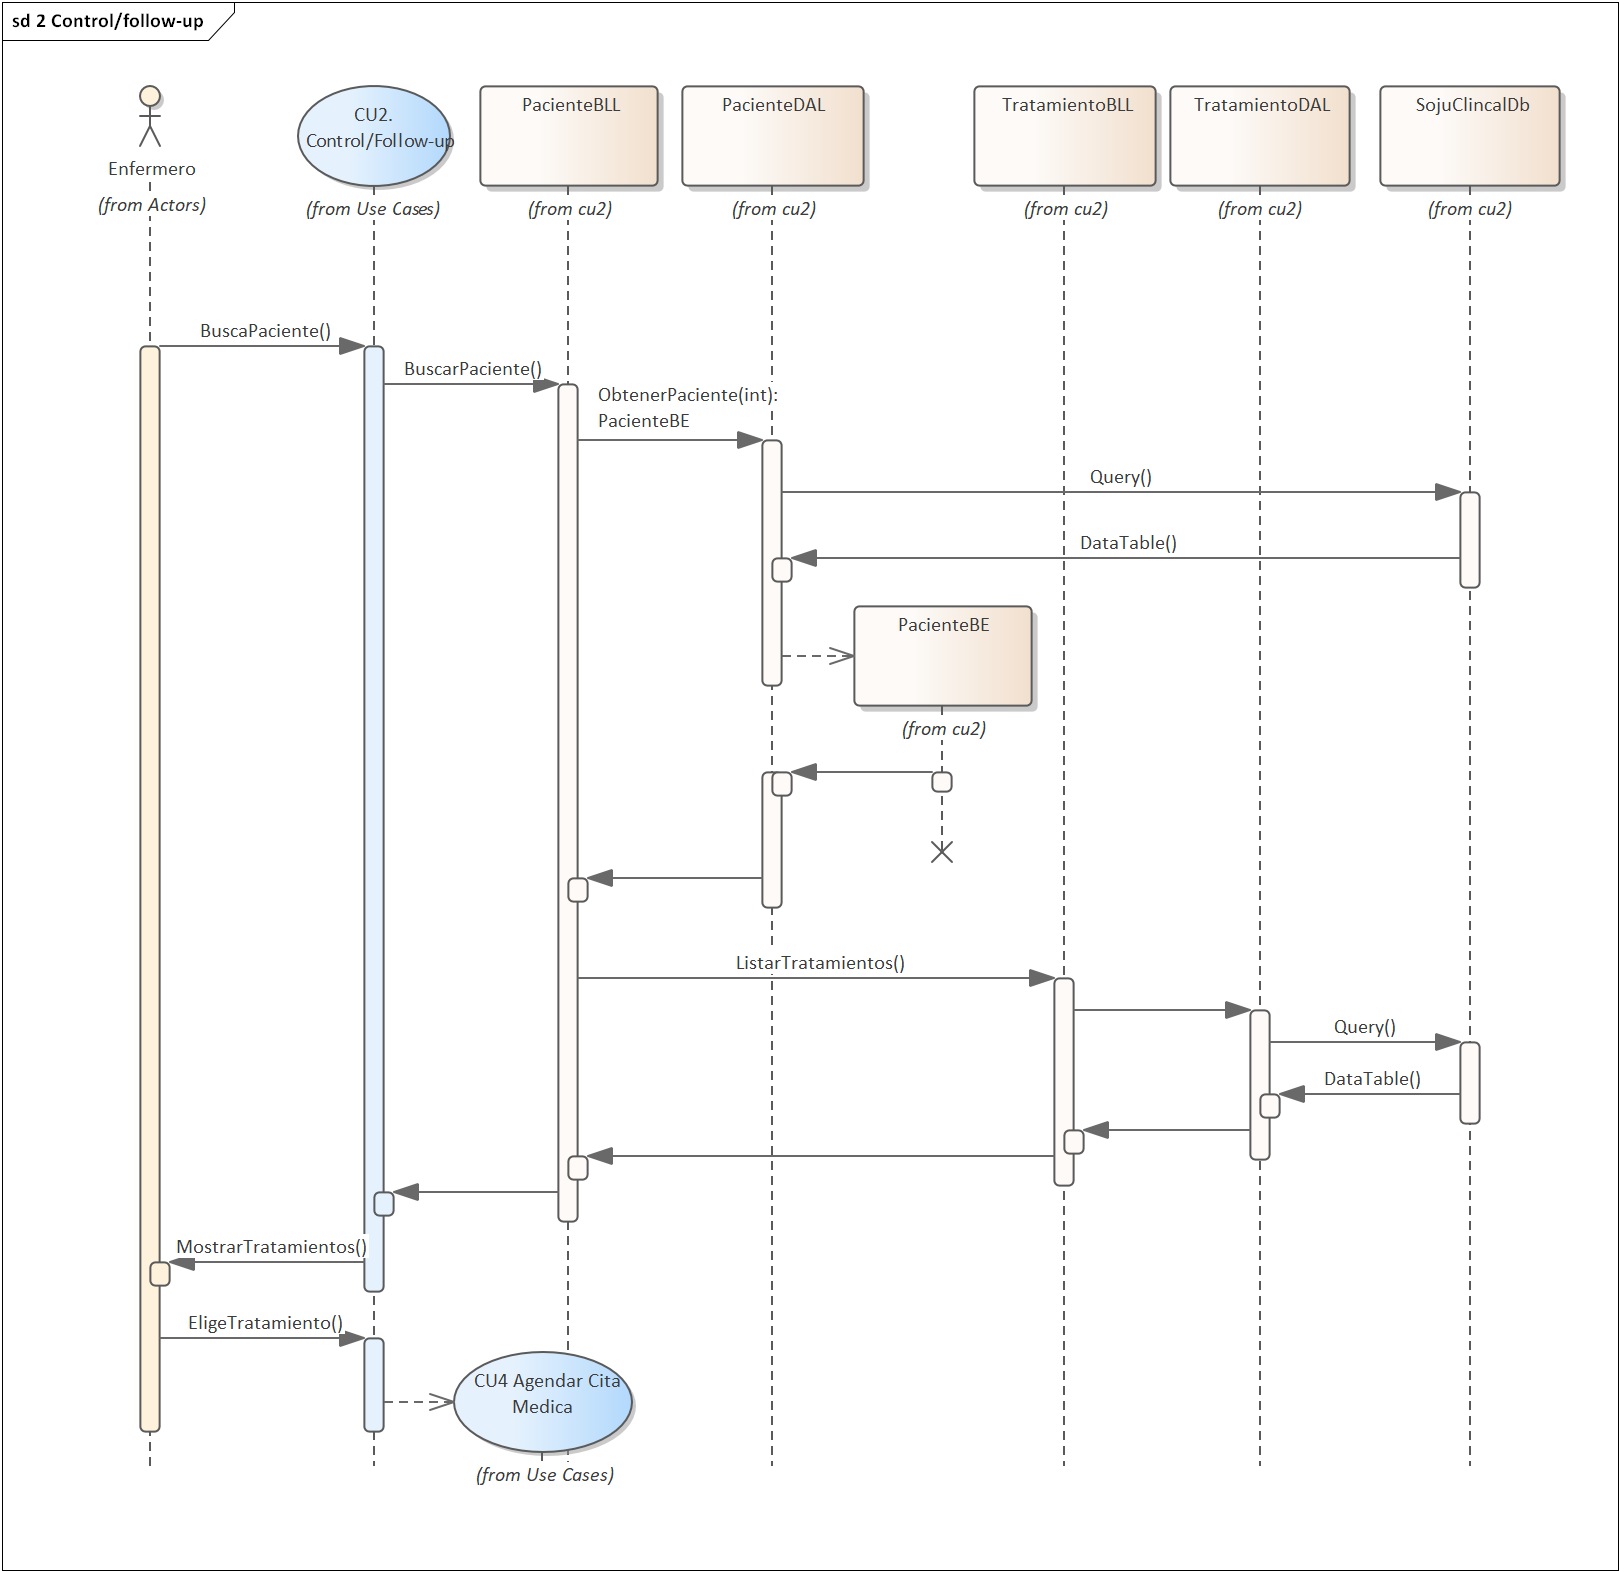 sd 2 Control/follow-up
Enfermero
(from Actors)
CU2.
Control/Follow-up
(from Use Cases)
PacienteBLL
(from cu2)
PacienteDAL
(from cu2)
TratamientoBLL
(from cu2)
TratamientoDAL
(from cu2)
SojuClincalDb
(from cu2)
BuscaPaciente()
BuscarPaciente()
ObtenerPaciente(int):
PacienteBE
Query()
DataTable()
PacienteBE
(from cu2)
ListarTratamientos()
Query()
DataTable()
MostrarTratamientos()
EligeTratamiento()
CU4 Agendar Cita
Medica
(from Use Cases)